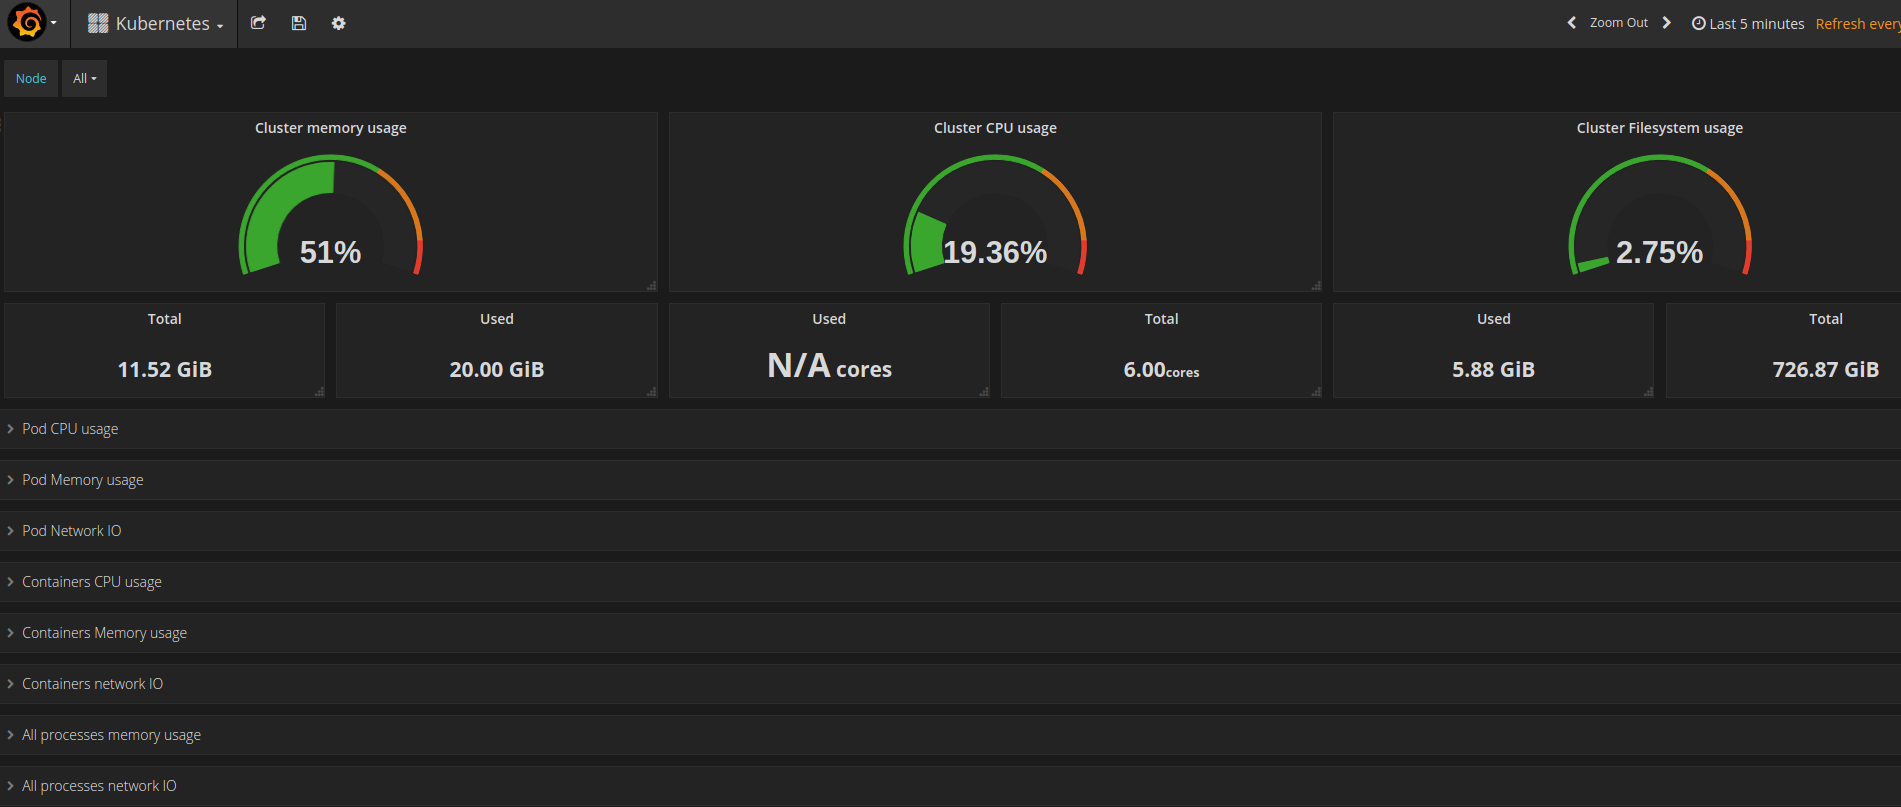 Kubernetes
Zoom Out
Last 5 minutes
Refresh every
Node
All
Cluster memory usage
Cluster CPU usage
Cluster Filesystem usage
51%
19.36%
2.75%
Total
Used
Used
Total
Used
Total
11.52 GiB
20.00 GiB
N/A cores
6.00cores
5.88 GiB
726.87 GiB
Pod CPU usage
Pod Memory usage
Pod Network IO
Containers CPU usage
Containers Memory usage
Containers network IO
All processes memory usage
All processes network IO